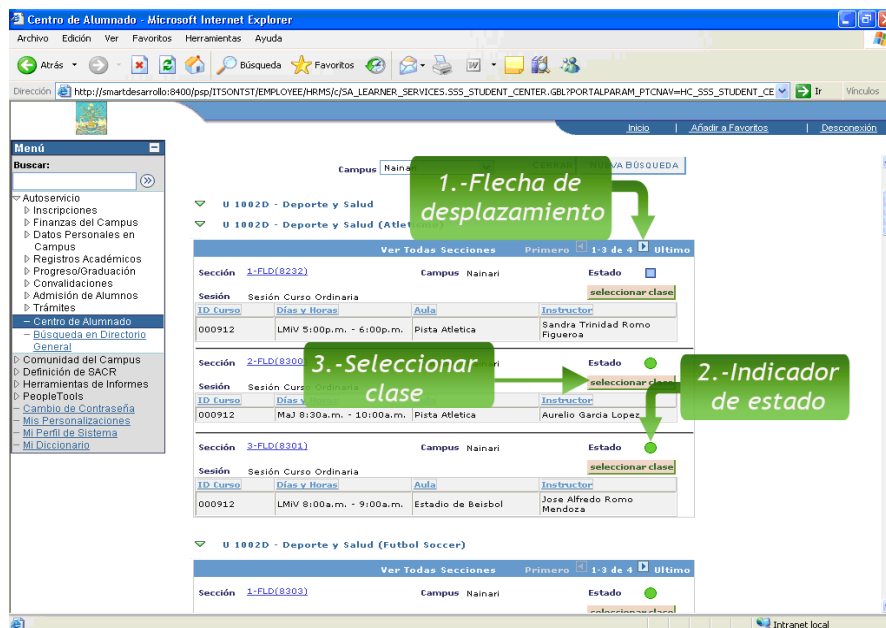 Centro de Alumnado - Microsoft Internet Explorer
Archivo Edición Ver Favoritos Herramientas Ayuda
Atrás Búsqueda Favoritos
Dirección http://smartdesarrollo:8400/psp/ITSONTST/EMPLOYEE/HRMS/c/SA_LEARNER_SERVICES.SSS_STUDENT_CENTER.GBL?PORTALPARAM_PTCNAV=HC_SSS_STUDENT_CE Ir Vínculos
Inicio | Añadir a Favoritos | Desconexión
Menú
Buscar:
Autoservicio
Inscripciones
Finanzas del Campus
Datos Personales en
Campus
Registros Académicos
Progreso/Graduación
Convalidaciones
Admisión de Alumnos
Trámites
– Centro de Alumnado
– Búsqueda en Directorio
General
Comunidad del Campus
Definición de SACR
Herramientas de Informes
PeopleTools
– Cambio de Contraseña
– Mis Personalizaciones
– Mi Perfil de Sistema
– Mi Diccionario
Campus BÚSQUEDA
1.-Flecha de
desplazamiento
U 1002D - Deporte y Salud
U 1002D - Deporte y Salud
Ver Todas Secciones Primero 1-3 de 4 Ultimo
Sección 1-FLD(8232) Campus Nainari Estado
Sesión Sesión Curso Ordinaria seleccionar clase
ID Curso Días y Horas Aula Instructor
000912 LMiV 5:00p.m. - 6:00p.m. Pista Atletica Sandra Trinidad Romo
Figueroa
Sección Estado
3.-Seleccionar
clase
Sesión seleccionar clase
2.-Indicador
de estado
ID Curso Aula Instructor
000912 MaJ 8:30a.m. - 10:00a.m. Pista Atletica Aurelio Garcia Lopez
Sección 3-FLD(8301) Campus Nainari Estado
Sesión Sesión Curso Ordinaria seleccionar clase
ID Curso Días y Horas Aula Instructor
000912 LMiV 8:00a.m. - 9:00a.m. Estadio de Beisbol Jose Alfredo Romo
Mendoza
U 1002D - Deporte y Salud (Futbol Soccer)
Ver Todas Secciones Primero 1-3 de 4 Ultimo
Sección 1-FLD(8303) Campus Nainari Estado
Intranet local